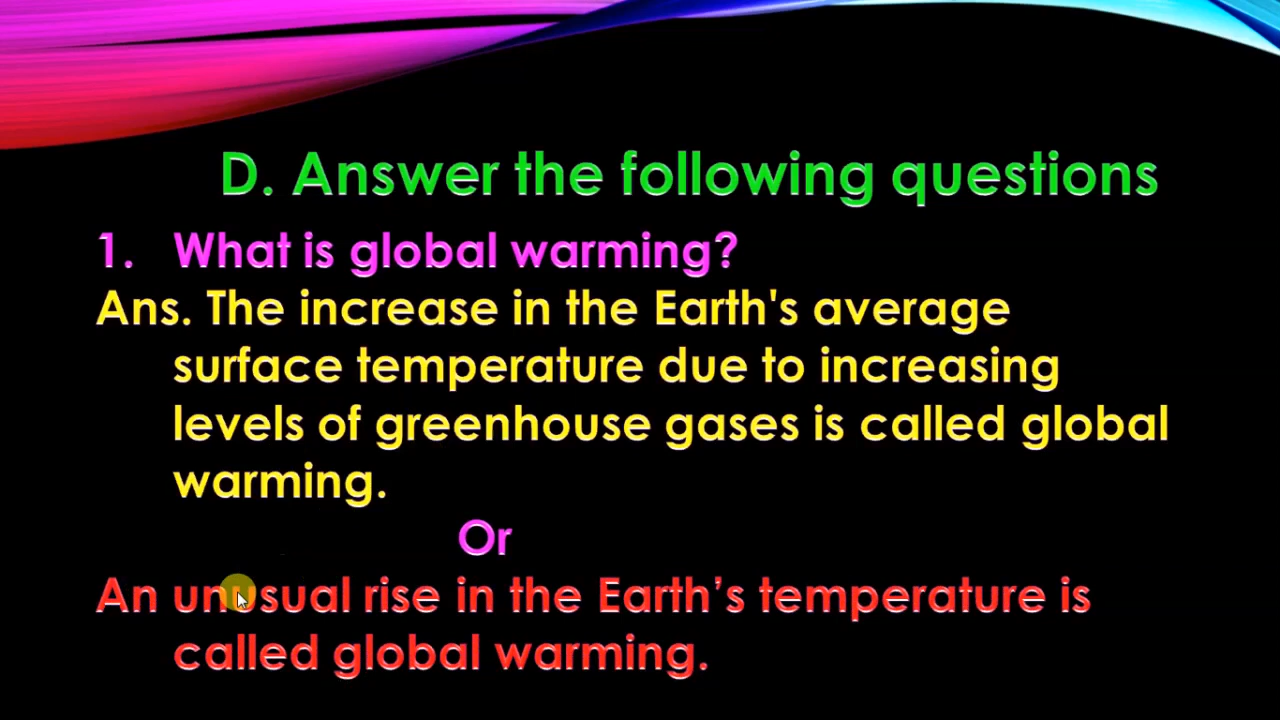 D. Answer the following questions
1. What is global warming?
Ans. The increase in the Earth's average
surface temperature due to increasing
levels of greenhouse gases is called global
warming.
Or
An unusual rise in the Earth’s temperature is
called global warming.